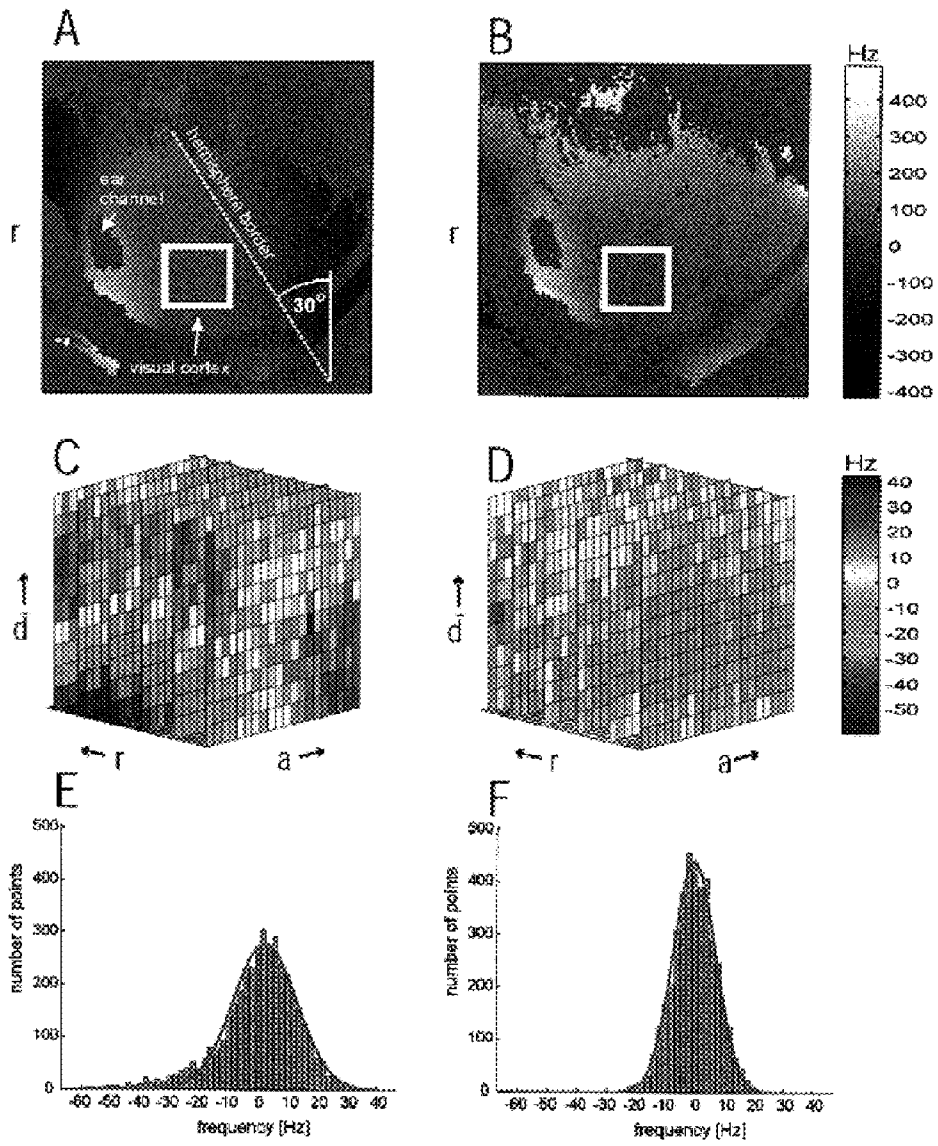 A
B
Hz
400
300
200
100
0
-100
-200
-300
-400
ear
channel
hemisphere border
30°
visual cortex
r
r
C
D
Hz
40
30
20
10
0
-10
-20
-30
-40
-50
d
d
r
a
r
a
E
F
500
400
300
200
100
0
number of points
-60 -50 -40 -30 -20 -10 0 10 20 30 40
frequency [Hz]
500
400
300
200
100
0
number of points
-60 -50 -40 -30 -20 -10 0 10 20 30 40
frequency [Hz]